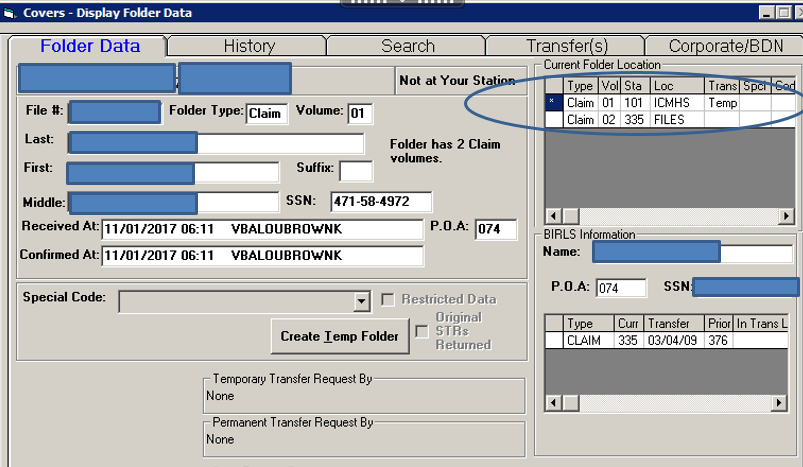 Covers - Display Folder Data
Folder Data History Search Transfer(s) Corporate/BDN
Not at Your Station
File #: Folder Type: Claim Volume: 01
Last:
Folder has 2 Claim volumes.
First: Suffix:
Middle: SSN: 471-58-4972
Received At: 11/01/2017 06:11 VBALOUBROWNK P.O.A: 074
Confirmed At: 11/01/2017 06:11 VBALOUBROWNK
Special Code: Restricted Data
Create Temp Folder
Original STRs Returned
Temporary Transfer Request By
None
Permanent Transfer Request By
None
Current Folder Location
Type Vol Sta Loc Trans Spcl Cod
* Claim 01 101 ICMHS Temp
Claim 02 335 FILES
BIRLS Information
Name:
P.O.A: 074 SSN:
Type Curr Transfer Prior In Trans L
CLAIM 335 03/04/09 376